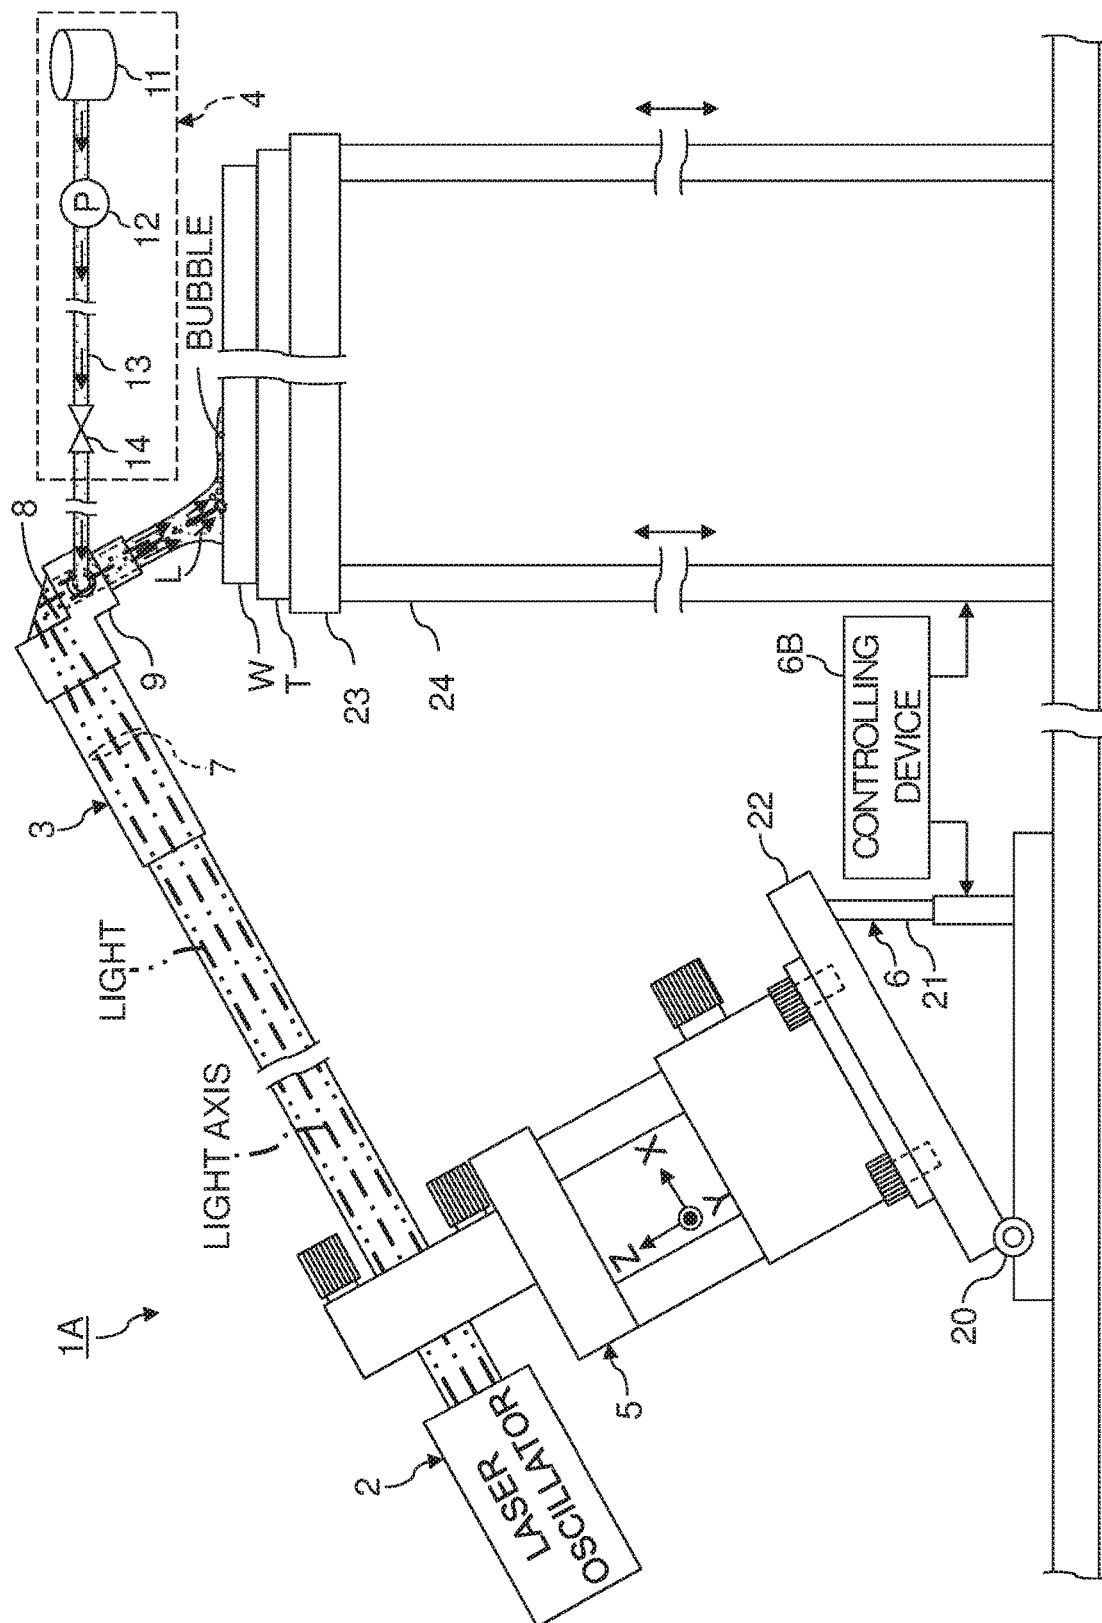 1A
LASER
OSCILLATOR
2
5
LIGHT AXIS
LIGHT
3
7
8
9
L
BUBBLE
4
11
P
12
13
14
W
T
23
24
6B
CONTROLLING
DEVICE
22
6
21
20
X
Y
Z